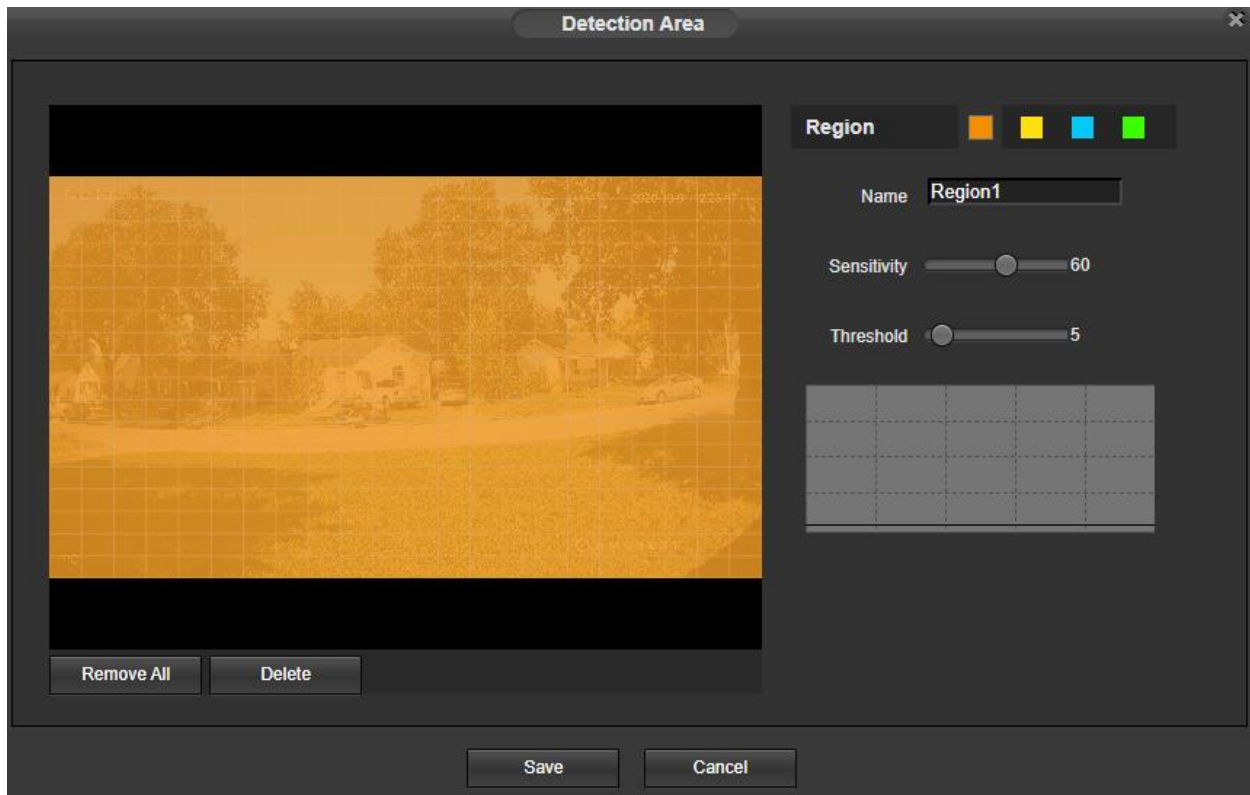 Detection Area
Region
Name Region1
Sensitivity 60
Threshold 5
Remove All Delete
Save Cancel